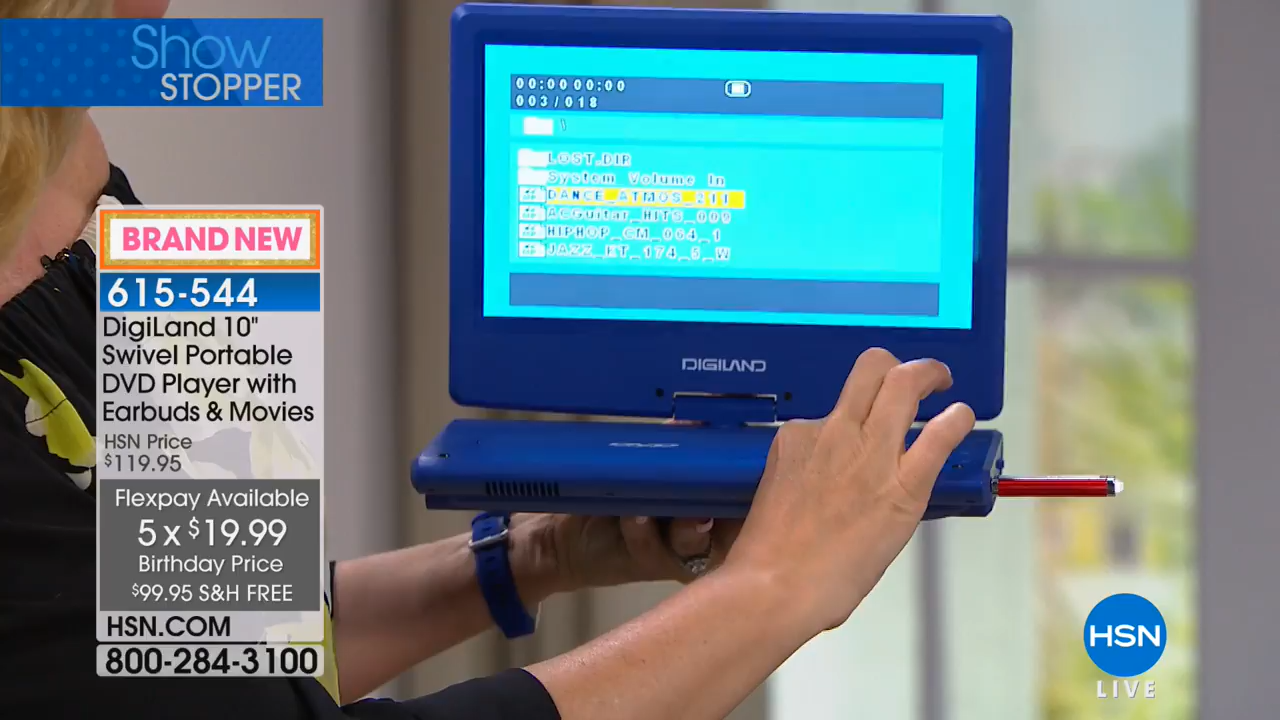 Show
STOPPER
BRAND NEW
615-544
DigiLand 10"
Swivel Portable
DVD Player with
Earbuds & Movies
HSN Price
$119.95
Flexpay Available
5 x $19.99
Birthday Price
$99.95 S&H FREE
HSN.COM
800-284-3100
00:00 00:00
003/018
\
LOST.DIR
System Volume In
DANCE_ATMOS_211
ACGuitar_HITS_009
HIPHOP_CM_064_1
JAZZ_KT_174_5_W
DIGILAND
HSN
LIVE